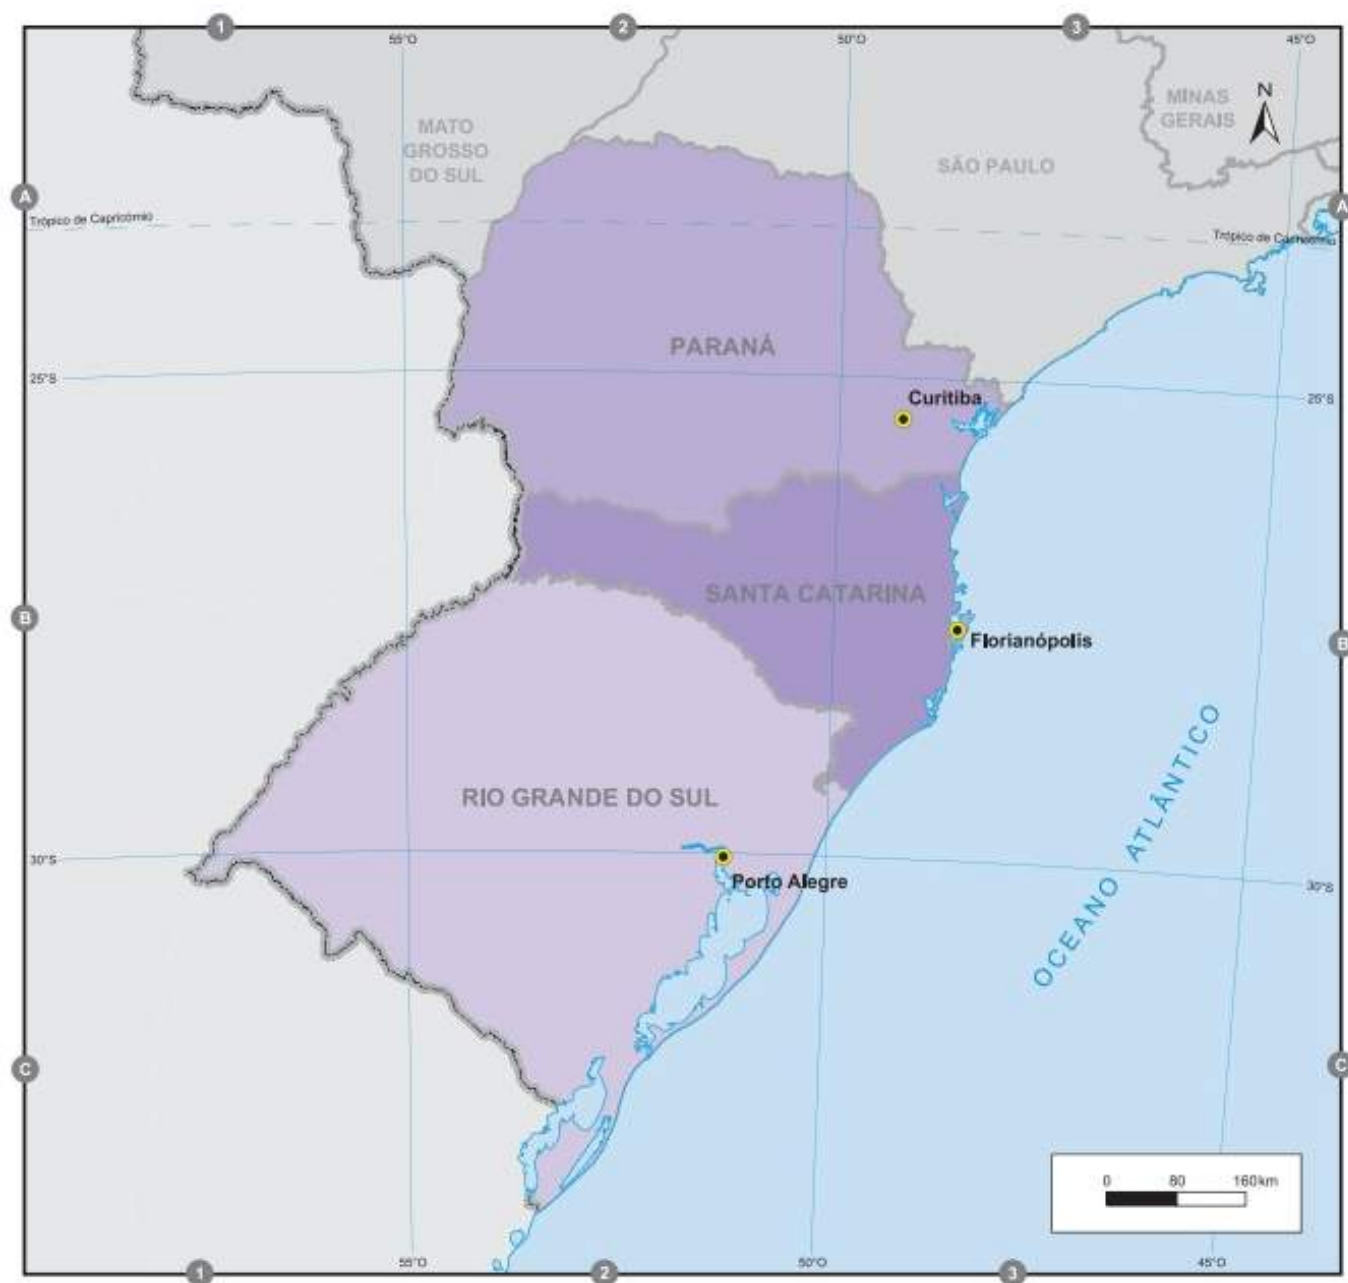 1
2
3
55°O
50°O
45°O
N
MINAS
GERAIS
MATO
GROSSO
DO SUL
SÃO PAULO
A
A
Trópico de Capricórnio
Trópico de Capricórnio
PARANÁ
25°S
25°S
Curitiba
SANTA CATARINA
B
B
Florianópolis
OCEANO ATLÂNTICO
RIO GRANDE DO SUL
30°S
30°S
Porto Alegre
C
C
0 80 160 km
55°O
50°O
45°O
1
2
3